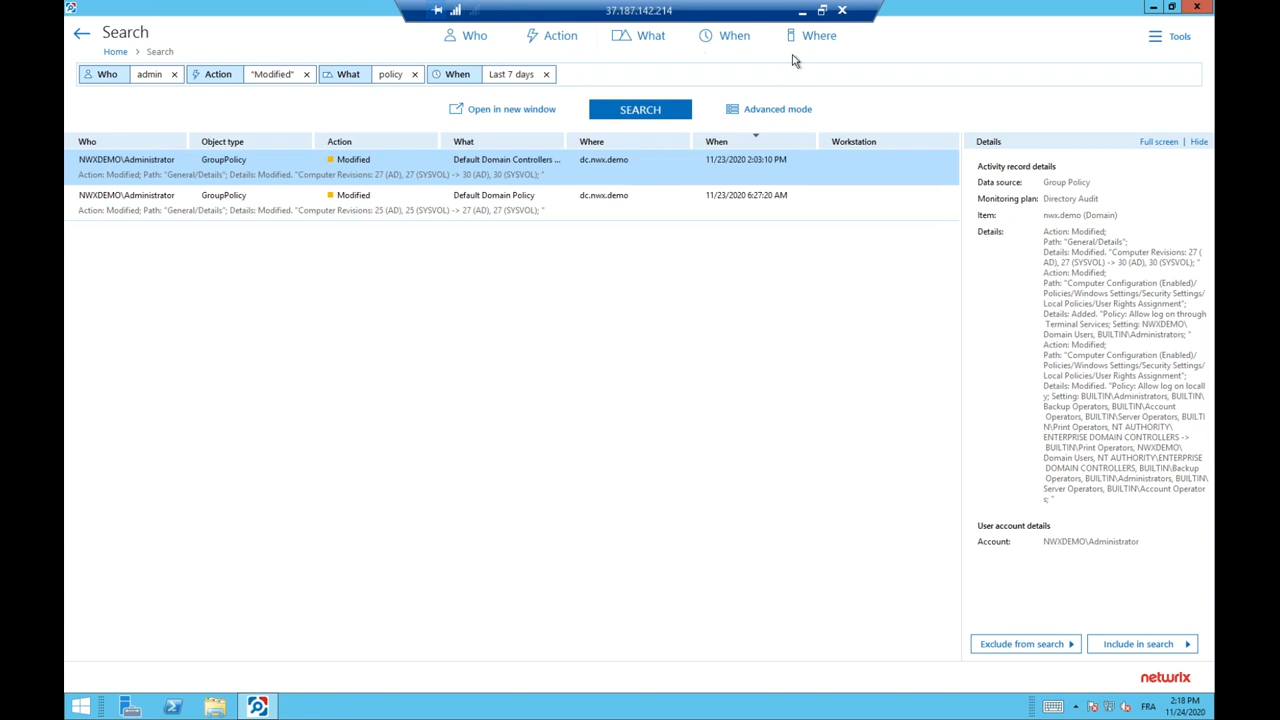 37.187.142.214
Search
Who Action What When Where Tools
Home > Search
Who admin × Action "Modified" × What policy × When Last 7 days ×
Open in new window SEARCH Advanced mode
Who Object type Action What Where When Workstation
NWXDEMO\Administrator GroupPolicy Modified Default Domain Controllers ... dc.nwx.demo 11/23/2020 2:03:10 PM
Action: Modified; Path: "General/Details"; Details: Modified. "Computer Revisions: 27 (AD), 27 (SYSVOL) -> 30 (AD), 30 (SYSVOL); "
NWXDEMO\Administrator GroupPolicy Modified Default Domain Policy dc.nwx.demo 11/23/2020 6:27:20 AM
Action: Modified; Path: "General/Details"; Details: Modified. "Computer Revisions: 25 (AD), 25 (SYSVOL) -> 27 (AD), 27 (SYSVOL); "
Details Full screen | Hide
Activity record details
Data source: Group Policy
Monitoring plan: Directory Audit
Item: nwx.demo (Domain)
Details: Action: Modified;
Path: "General/Details";
Details: Modified. "Computer Revisions: 27 (
AD), 27 (SYSVOL) -> 30 (AD), 30 (SYSVOL); "
Action: Modified;
Path: "Computer Configuration (Enabled)/
Policies/Windows Settings/Security Settings/
Local Policies/User Rights Assignment";
Details: Added. "Policy: Allow log on through
Terminal Services; Setting: NWXDEMO\
Domain Users, BUILTIN\Administrators; "
Action: Modified;
Path: "Computer Configuration (Enabled)/
Policies/Windows Settings/Security Settings/
Local Policies/User Rights Assignment";
Details: Modified. "Policy: Allow log on locall
y; Setting: BUILTIN\Administrators, BUILTIN\
Backup Operators, BUILTIN\Account
Operators, BUILTIN\Server Operators, BUILTI
N\Print Operators, NT AUTHORITY\
ENTERPRISE DOMAIN CONTROLLERS ->
BUILTIN\Print Operators, NWXDEMO\
Domain Users, NT AUTHORITY\ENTERPRISE
DOMAIN CONTROLLERS, BUILTIN\Backup
Operators, BUILTIN\Administrators, BUILTIN\
Server Operators, BUILTIN\Account Operator
s; "
User account details
Account: NWXDEMO\Administrator
Exclude from search Include in search
netwrix
FRA 2:18 PM
11/24/2020